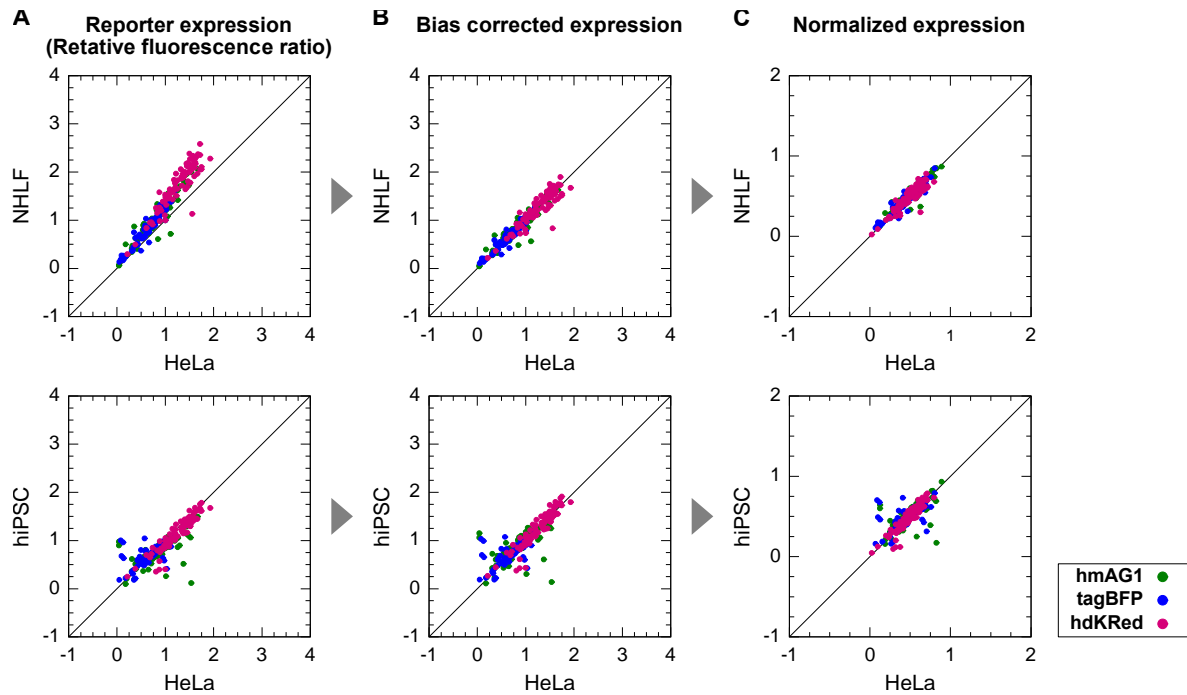 A
Reporter expression
(Retative fluorescence ratio)
B
Bias corrected expression
C
Normalized expression
4
3
2
1
0
-1
NHLF
-1 0 1 2 3 4
HeLa
4
3
2
1
0
-1
NHLF
-1 0 1 2 3 4
HeLa
2
1
0
-1
NHLF
-1 0 1 2
HeLa
4
3
2
1
0
-1
hiPSC
-1 0 1 2 3 4
HeLa
4
3
2
1
0
-1
hiPSC
-1 0 1 2 3 4
HeLa
2
1
0
-1
hiPSC
-1 0 1 2
HeLa
hmAG1
tagBFP
hdKRed